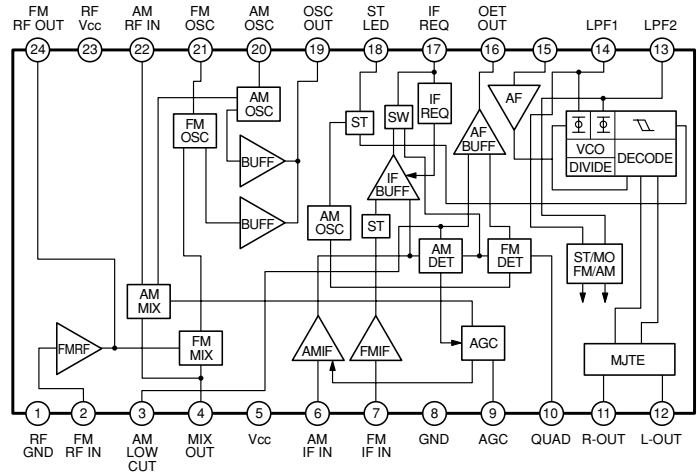 FM
RF OUT
RF
Vcc
AM
RF IN
FM
OSC
AM
OSC
OSC
OUT
ST
LED
IF
REQ
OET
OUT
LPF1
LPF2
24
23
22
21
20
19
18
17
16
15
14
13
AM
OSC
FM
OSC
ST
SW
IF
REQ
AF
AF
BUFF
VCO
DIVIDE
DECODE
BUFF
IF
BUFF
BUFF
AM
OSC
ST
AM
DET
FM
DET
ST/MO
FM/AM
AM
MIX
FMRF
FM
MIX
AMIF
FMIF
AGC
MJTE
1
2
3
4
5
6
7
8
9
10
11
12
RF
GND
FM
RF IN
AM
LOW
CUT
MIX
OUT
Vcc
AM
IF IN
FM
IF IN
GND
AGC
QUAD
R-OUT
L-OUT